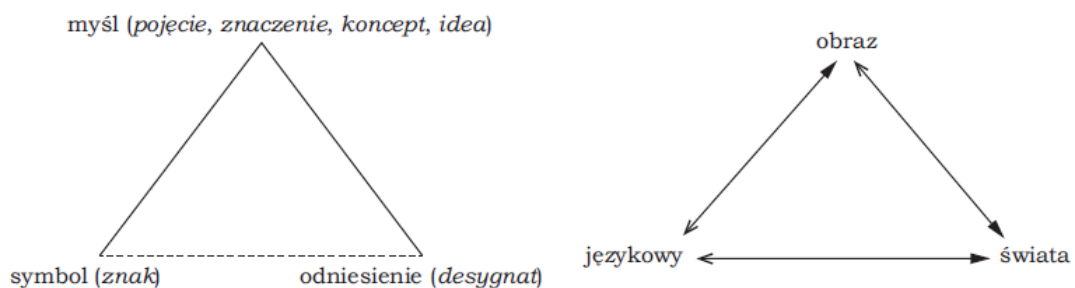 myśl (pojęcie, znaczenie, koncept, idea)
symbol (znak)
odniesienie (desygnat)
obraz
językowy
świata